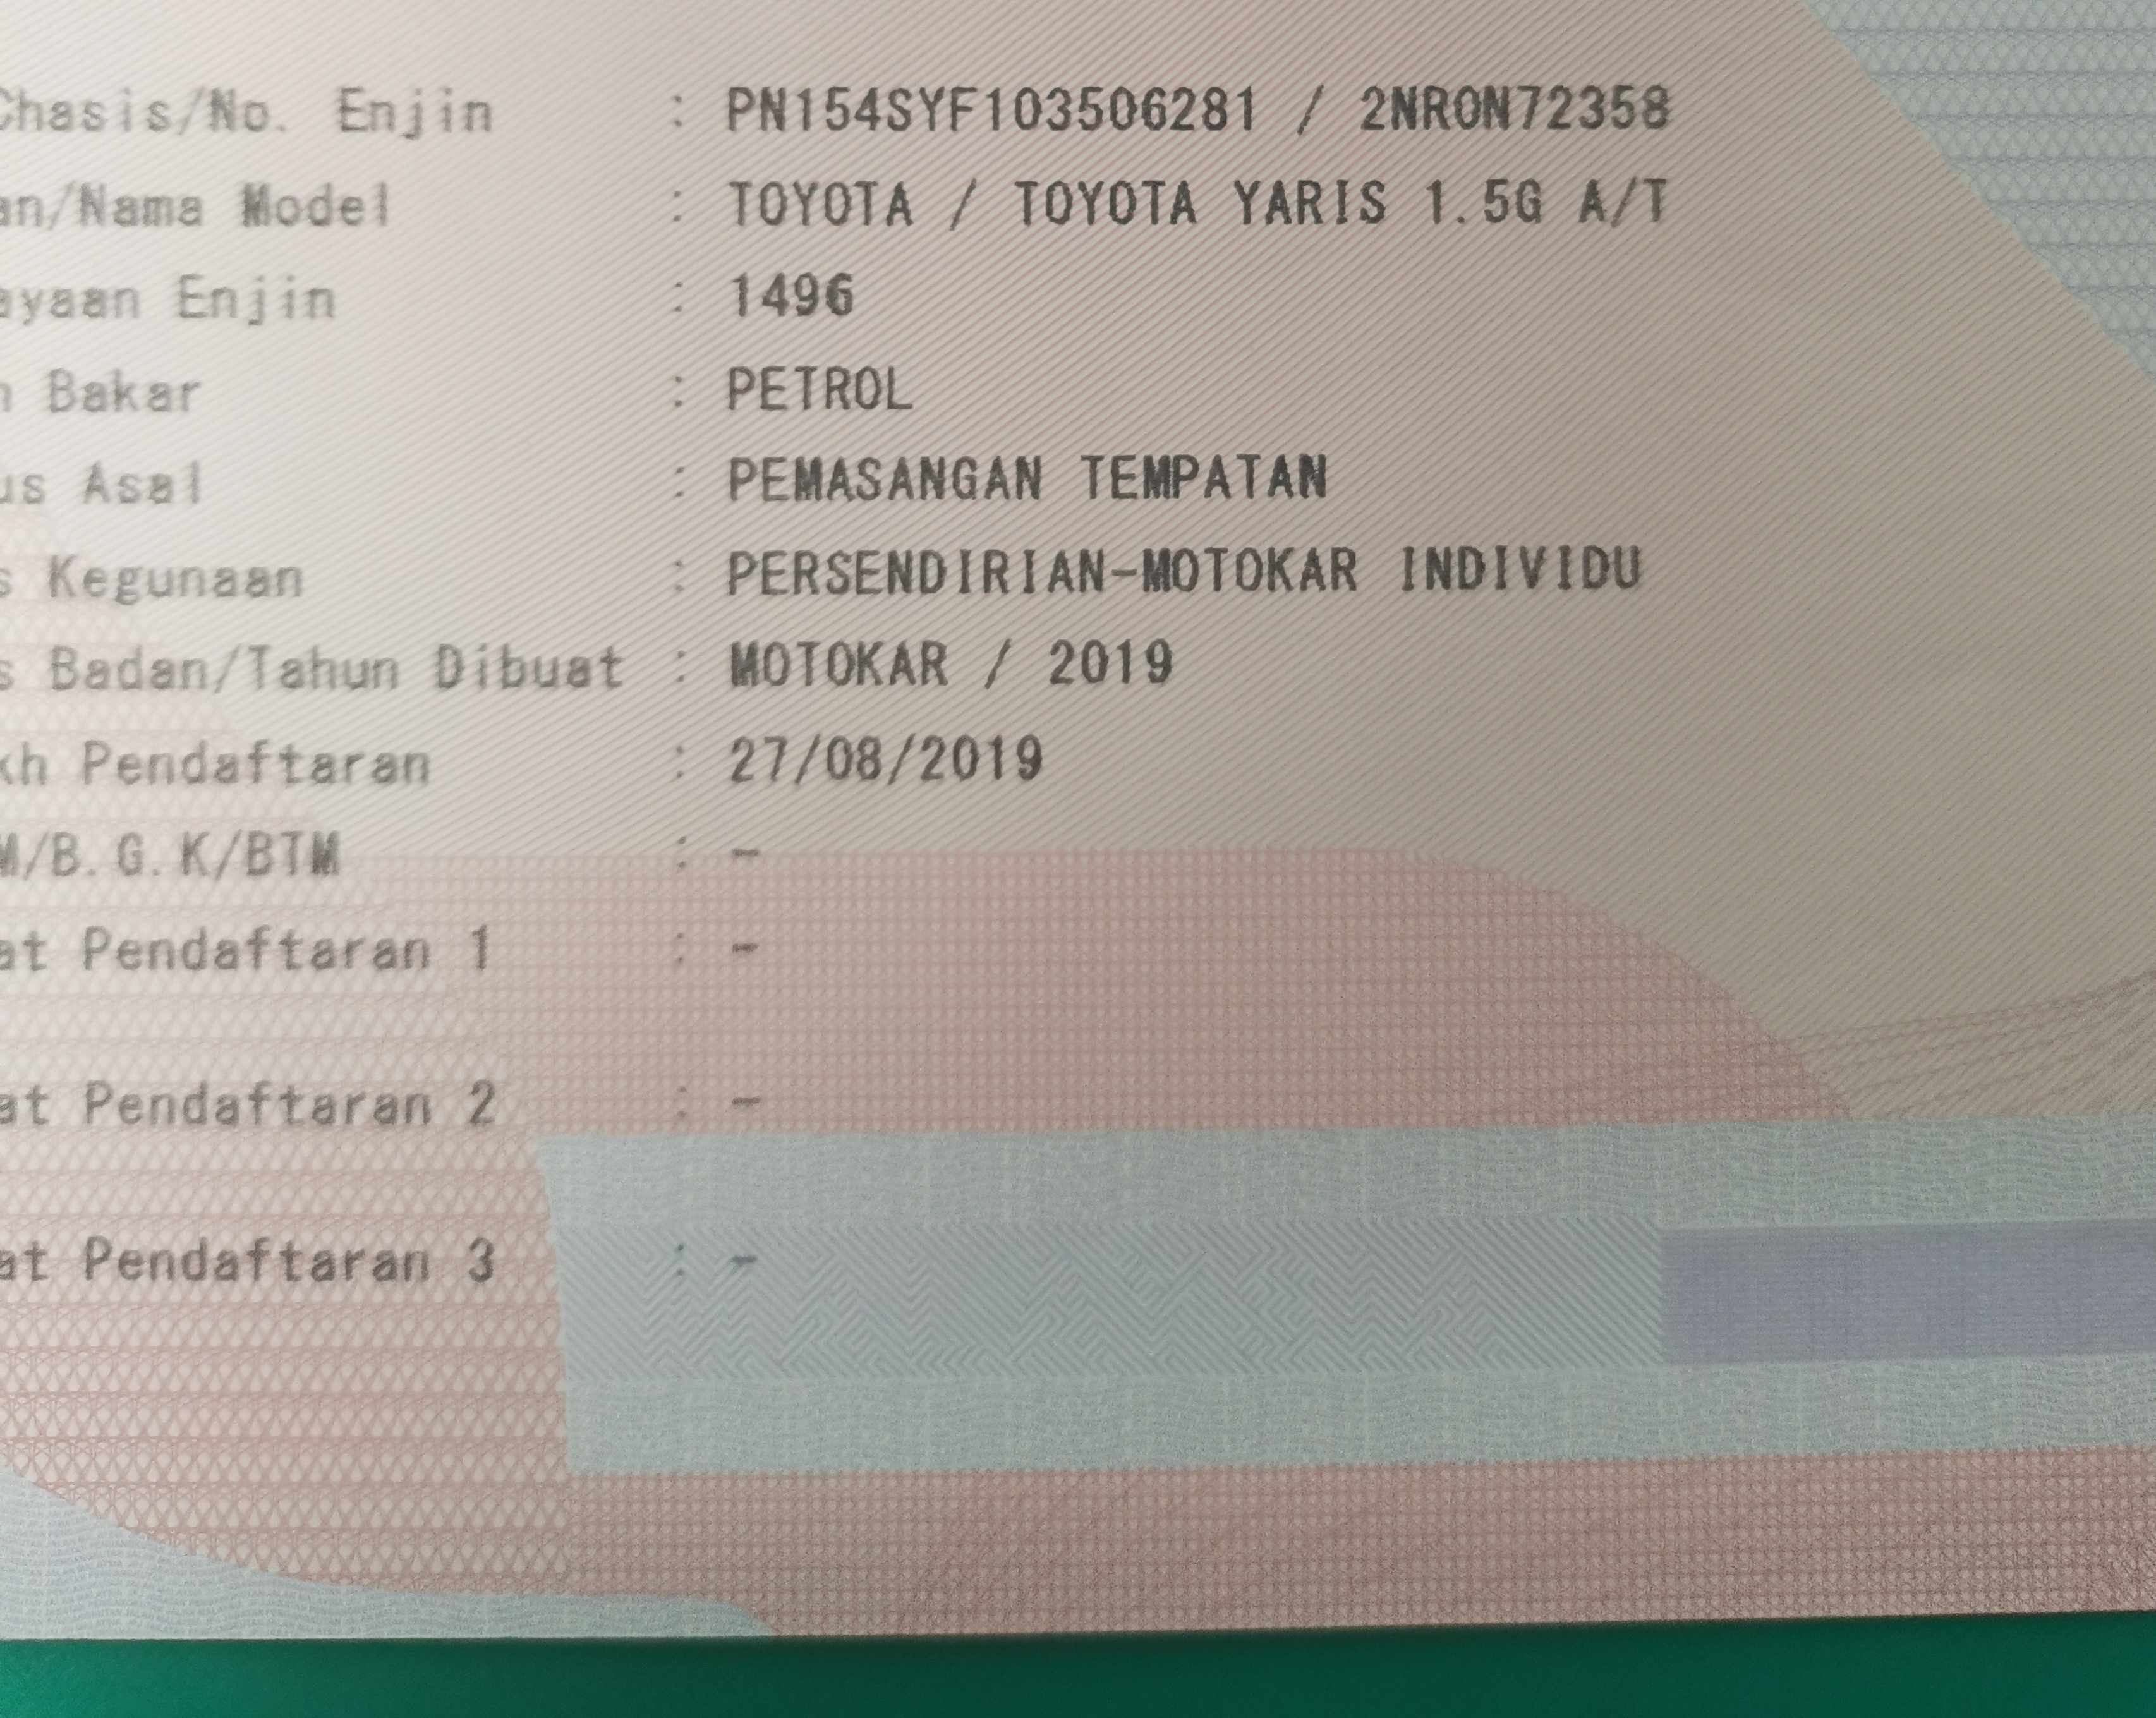 Chasis/No. Enjin : PN154SYF103506281 / 2NR0N72358
an/Nama Model : TOYOTA / TOYOTA YARIS 1.5G A/T
ayaan Enjin : 1496
n Bakar : PETROL
us Asal : PEMASANGAN TEMPATAN
s Kegunaan : PERSENDIRIAN-MOTOKAR INDIVIDU
s Badan/Tahun Dibuat : MOTOKAR / 2019
kh Pendaftaran : 27/08/2019
M/B.G.K/BTM : -
at Pendaftaran 1 : -
at Pendaftaran 2 : -
at Pendaftaran 3 : -